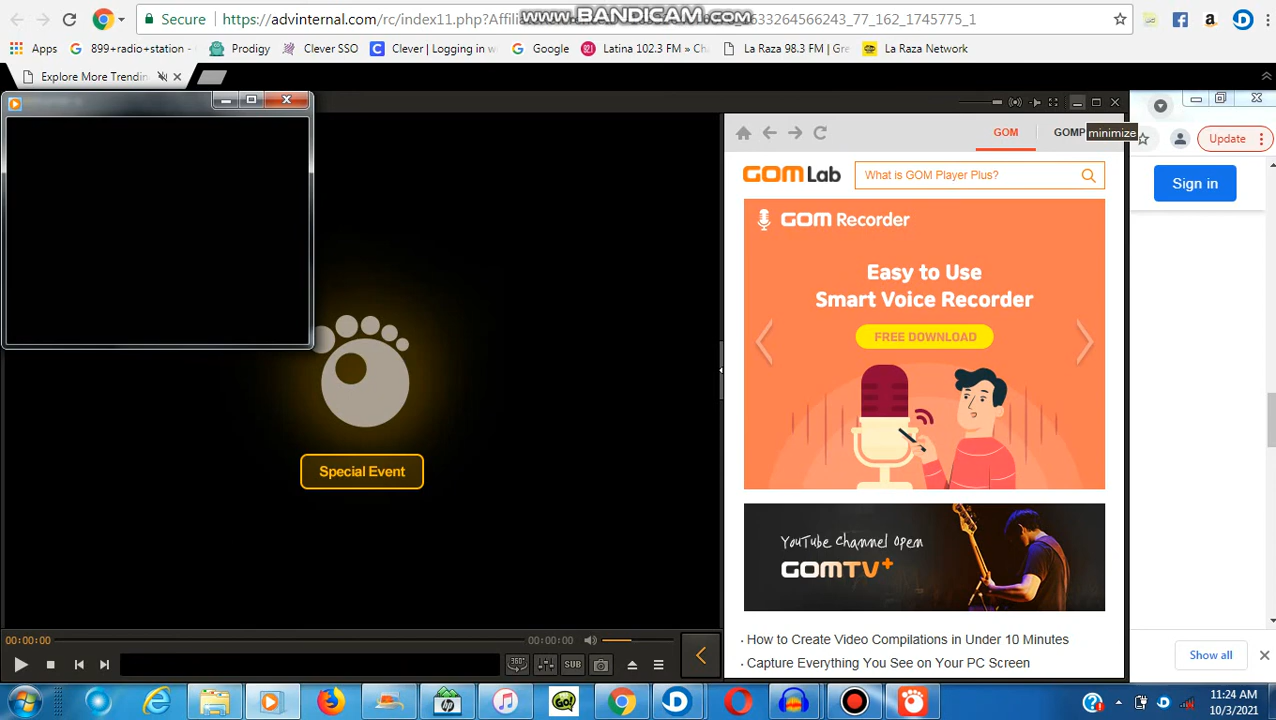 Secure
https://advinternal.com/rc/index11.php?Affili
633264566243_77_162_1745775_1
WWW.BANDICAM.COM
Apps
899+radio+station -
Prodigy
Clever SSO
Clever | Logging in w
Google
Latina 102.3 FM » C
La Raza 98.3 FM | Gre
La Raza Network
Explore More Trendin
minimize
GOM
GOMP
Update
GOM Lab
What is GOM Player Plus?
Sign in
GOM Recorder
Easy to Use
Smart Voice Recorder
FREE DOWNLOAD
Special Event
YouTube Channel Open
GOMTV+
· How to Create Video Compilations in Under 10 Minutes
· Capture Everything You See on Your PC Screen
00:00:00
00:00:00
360°
SUB
Show all
GO!
11:24 AM
10/3/2021